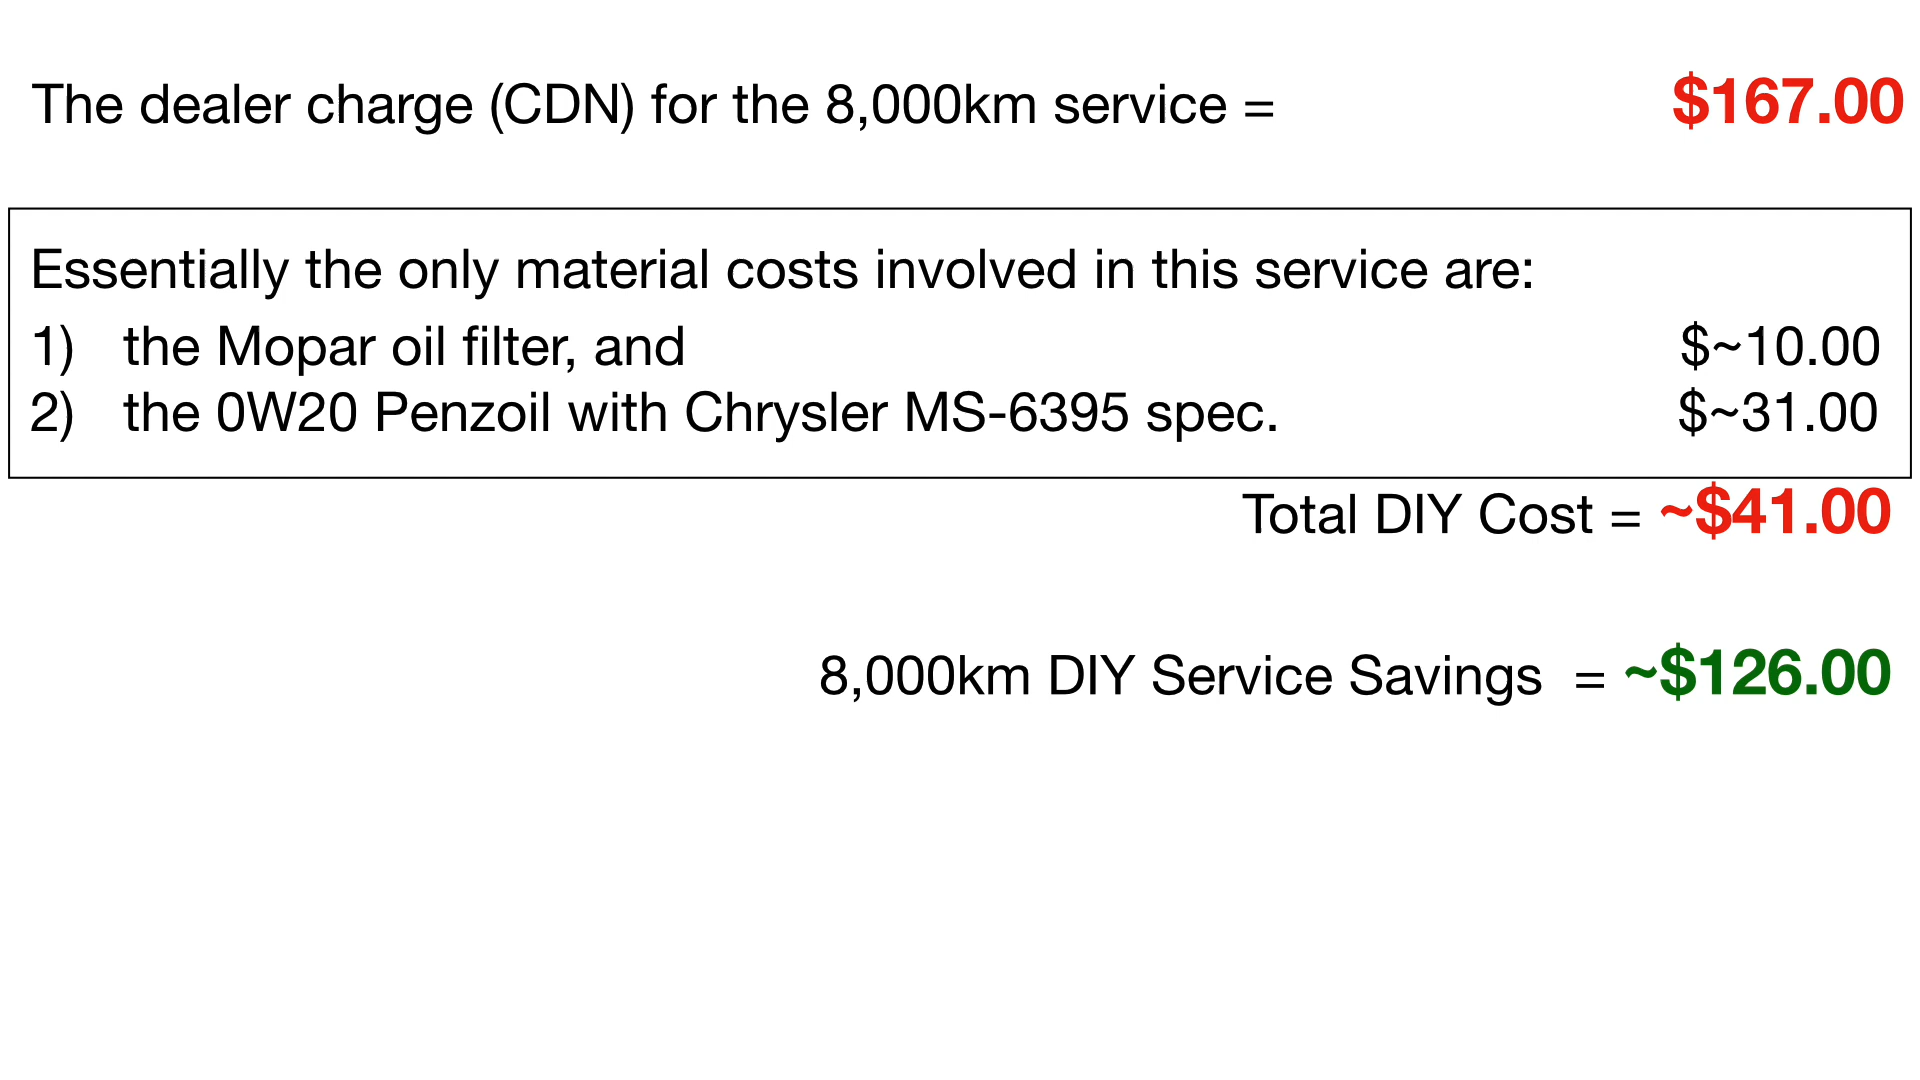 The dealer charge (CDN) for the 8,000km service = $167.00
Essentially the only material costs involved in this service are:
1) the Mopar oil filter, and $~10.00
2) the 0W20 Penzoil with Chrysler MS-6395 spec. $~31.00
Total DIY Cost = ~$41.00
8,000km DIY Service Savings = ~$126.00